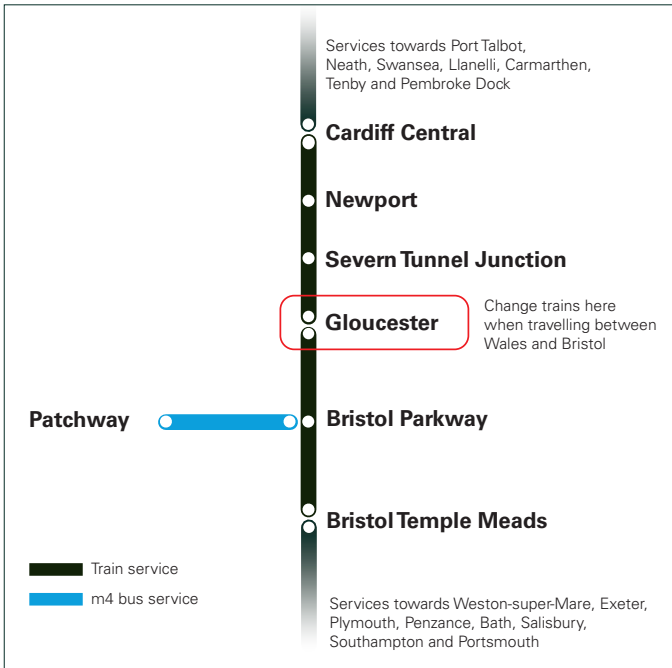 Services towards Port Talbot,
Neath, Swansea, Llanelli, Carmarthen,
Tenby and Pembroke Dock
Cardiff Central
Newport
Severn Tunnel Junction
Gloucester
Change trains here
when travelling between
Wales and Bristol
Patchway
Bristol Parkway
Bristol Temple Meads
Train service
m4 bus service
Services towards Weston-super-Mare, Exeter,
Plymouth, Penzance, Bath, Salisbury,
Southampton and Portsmouth